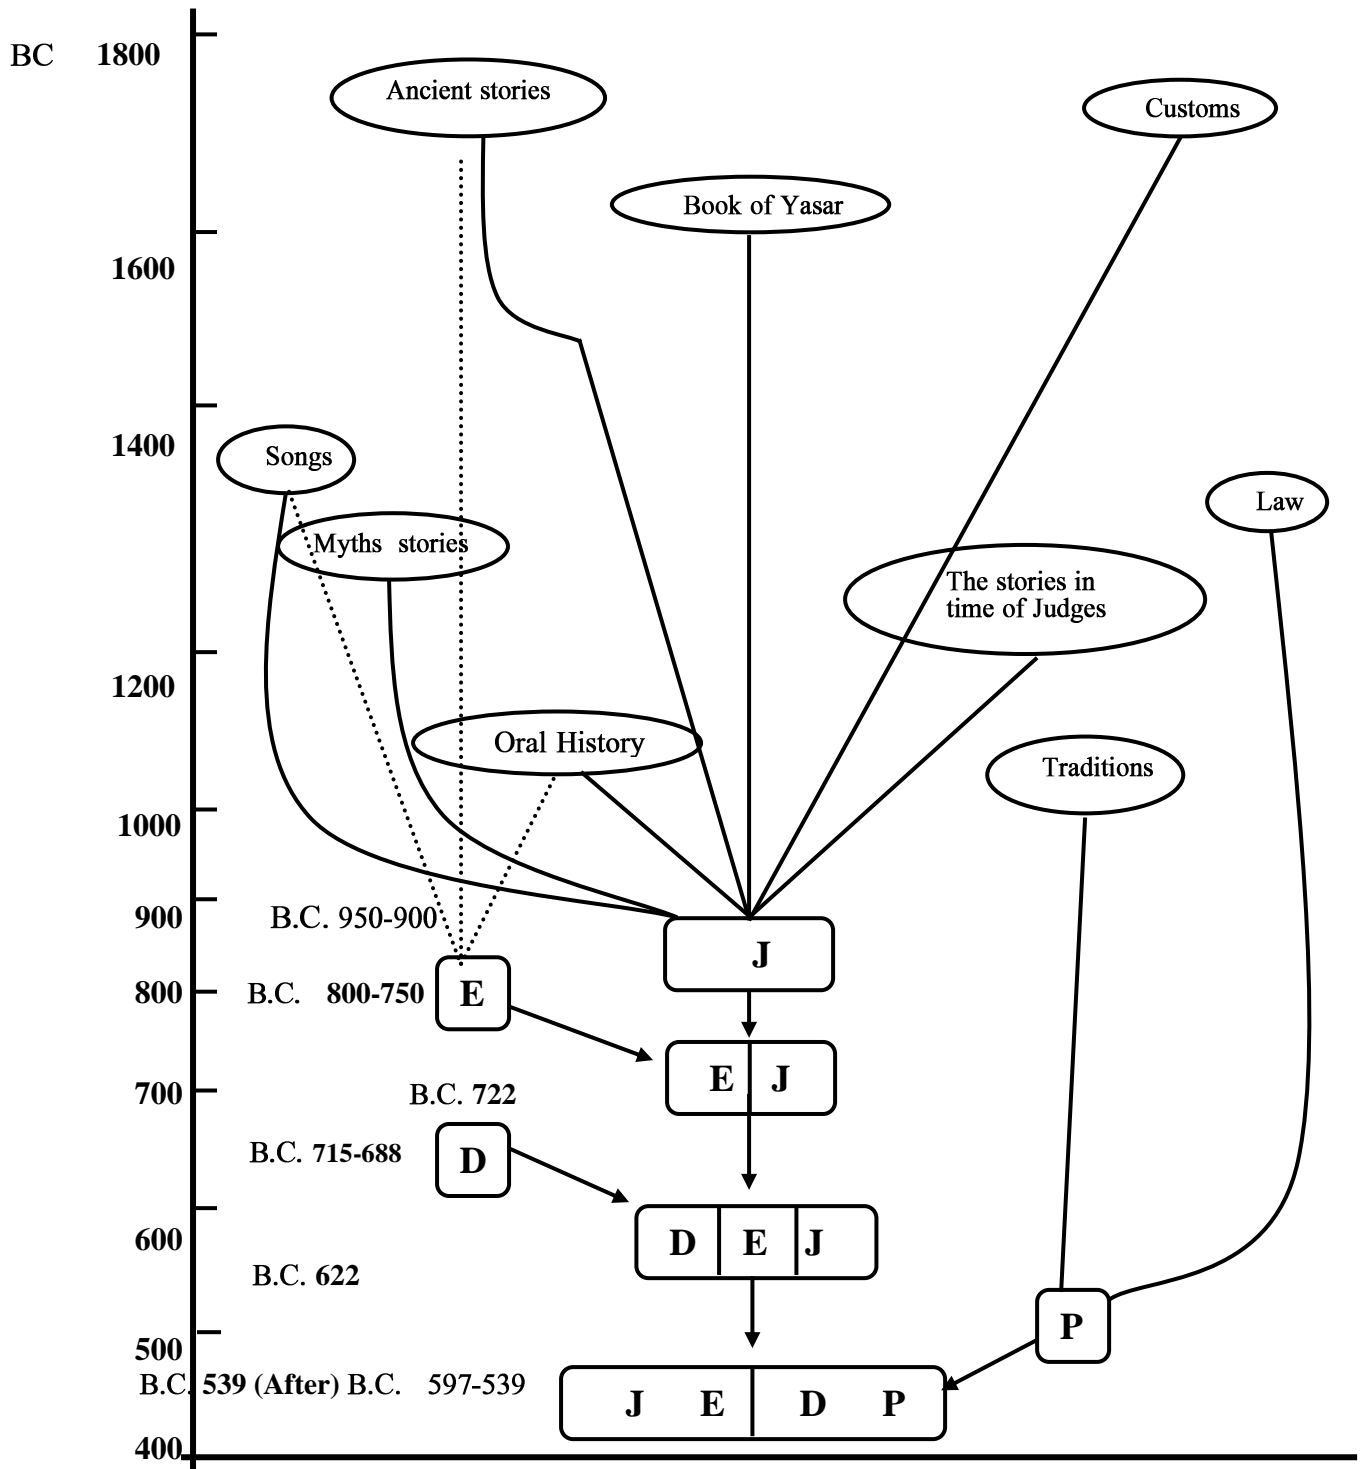 BC 1800
Ancient stories
Customs
Book of Yasar
1600
1400
Songs
Law
Myths stories
The stories in
time of Judges
1200
Oral History
Traditions
1000
900
B.C. 950-900
J
800
B.C. 800-750
E
E J
700
B.C. 722
B.C. 715-688
D
D E J
600
B.C. 622
P
500
B.C. 539 (After) B.C. 597-539
J E D P
400